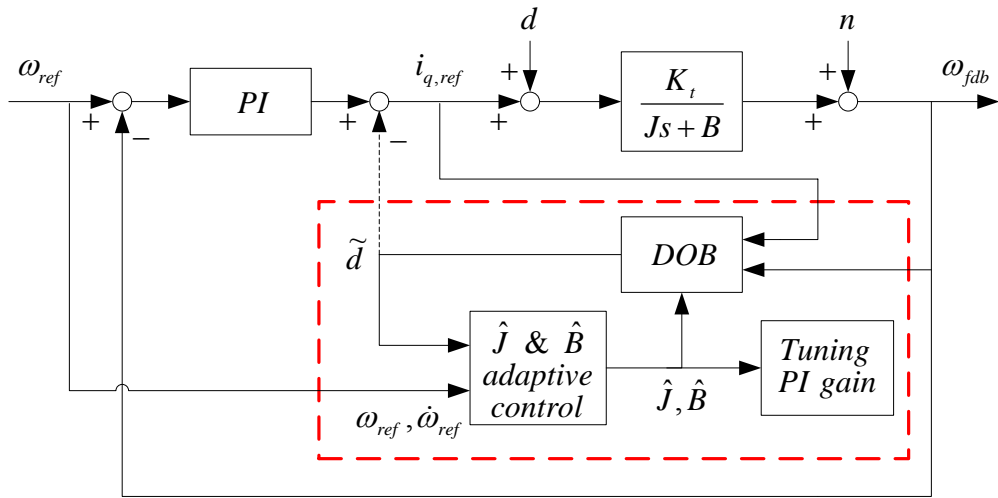 d
n
ω_ref
i_q,ref
ω_fdb
+
+
+
+
PI
K_t
Js + B
+
−
+
−
+
+
d̃
DOB
Ĵ & B̂
adaptive
control
Tuning
PI gain
Ĵ, B̂
ω_ref, ω̇_ref